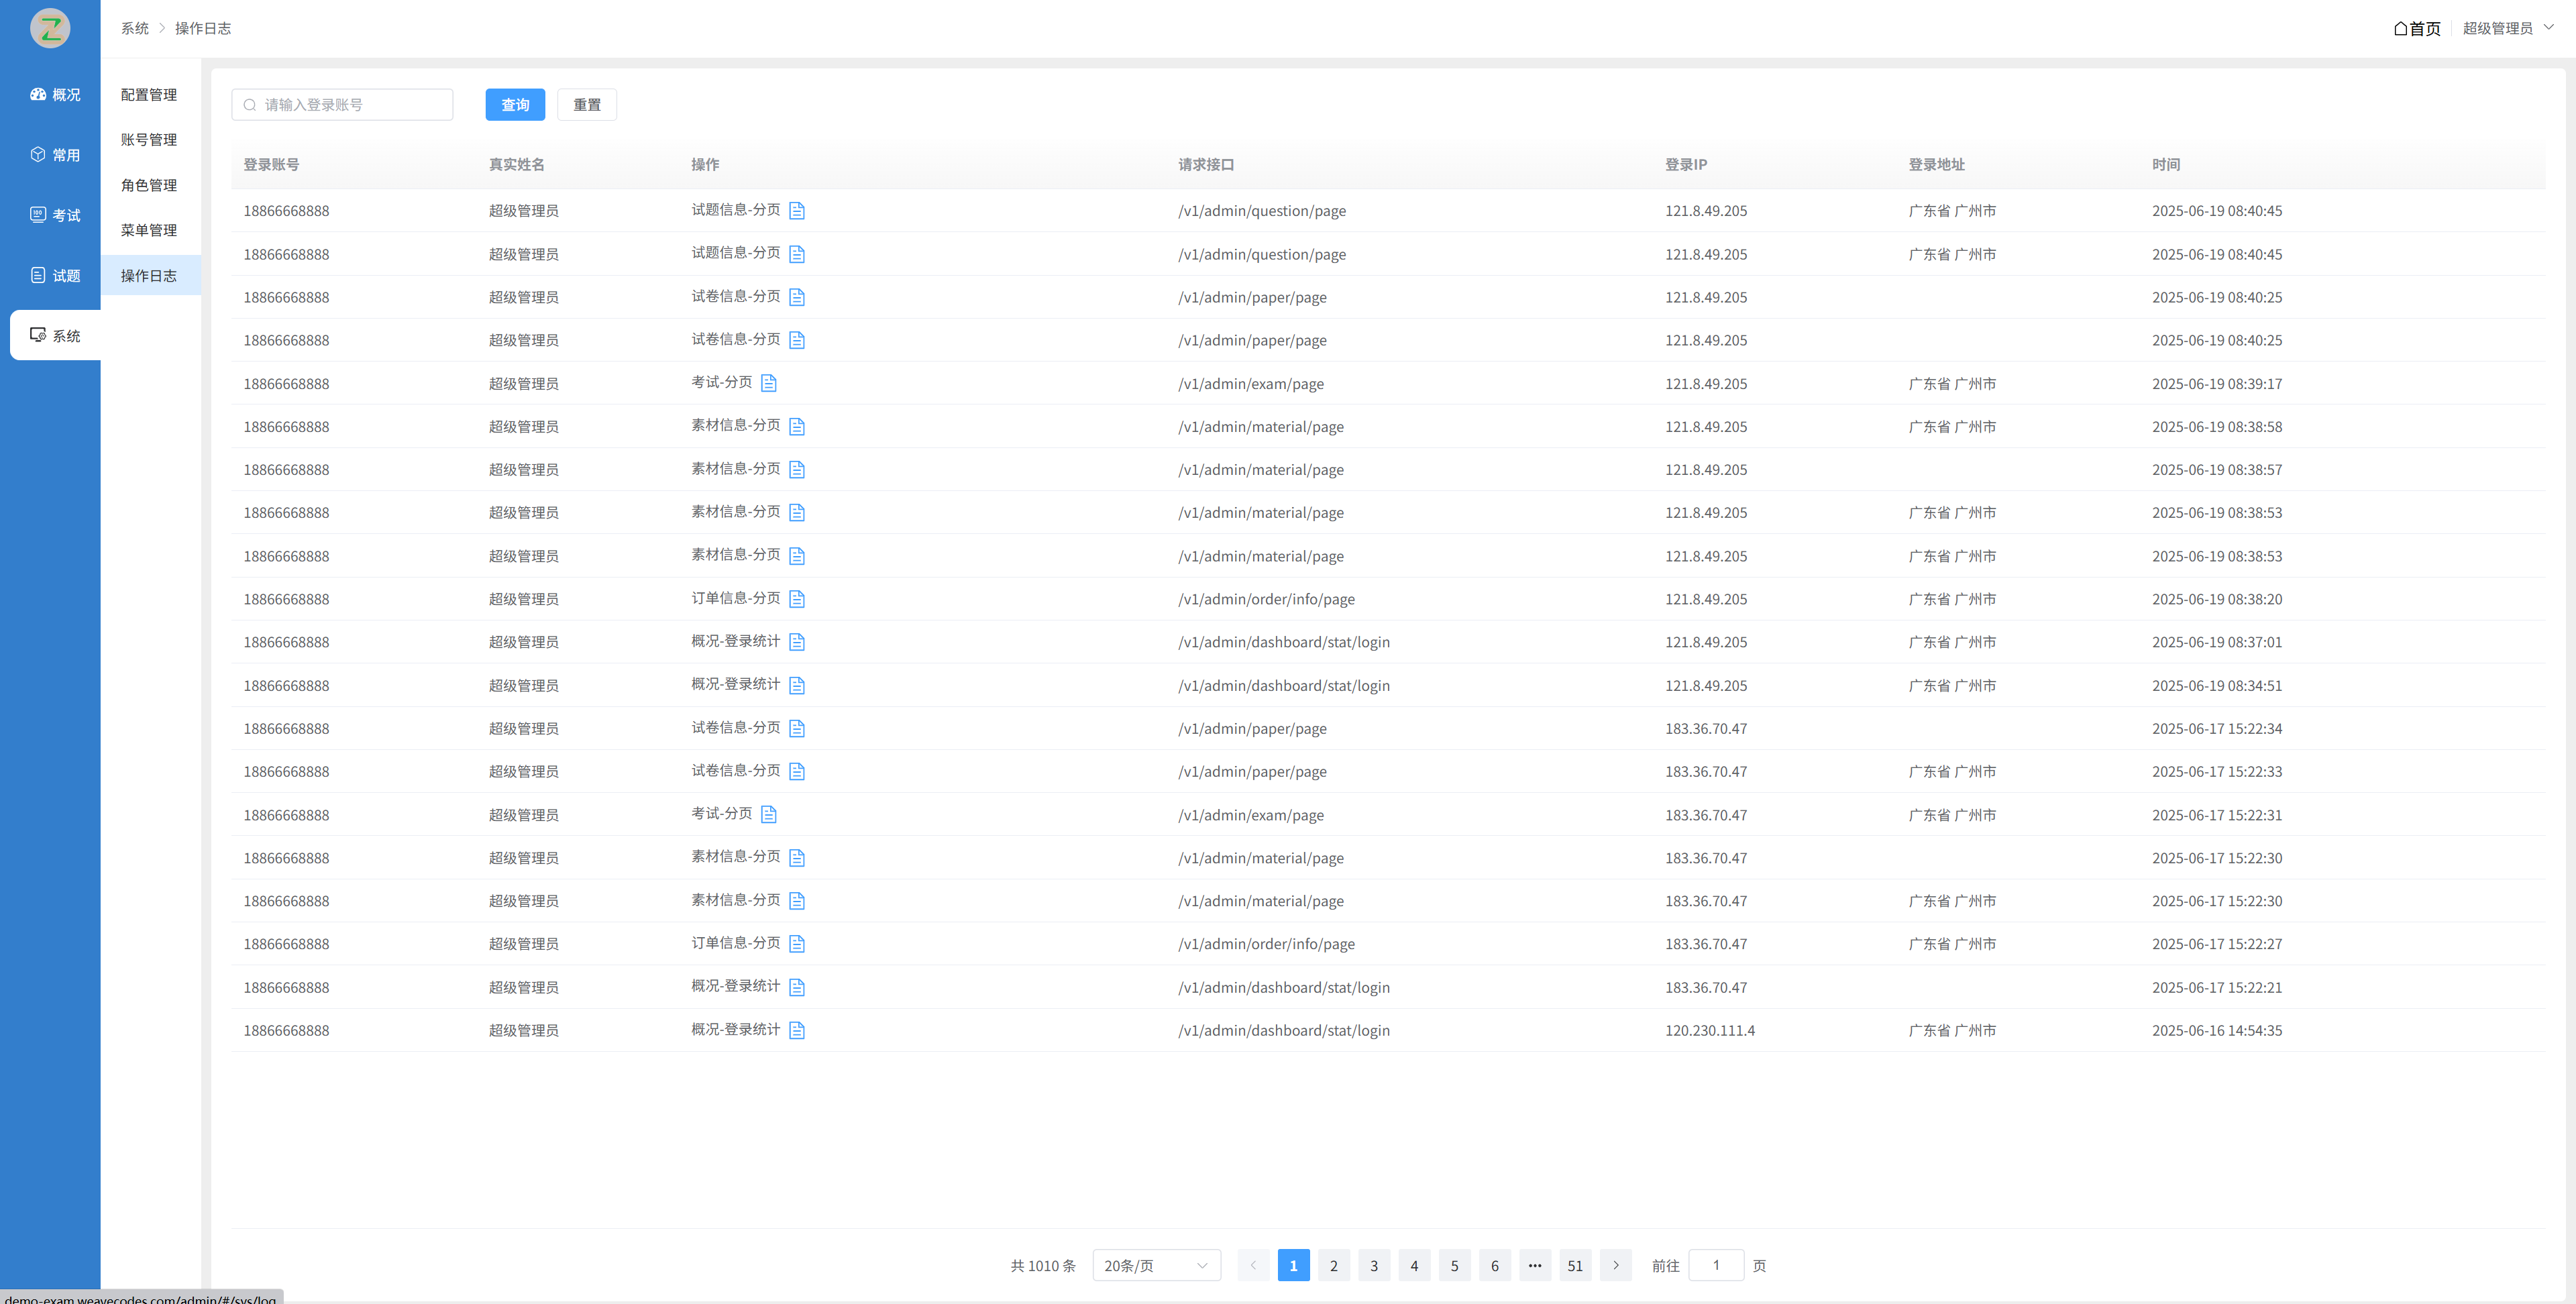 系统 > 操作日志
首页 超级管理员
概况
常用
考试
试题
系统
配置管理
账号管理
角色管理
菜单管理
操作日志
请输入登录账号 查询 重置
登录账号 真实姓名 操作 请求接口 登录IP 登录地址 时间
18866668888 超级管理员 试题信息-分页 /v1/admin/question/page 121.8.49.205 广东省 广州市 2025-06-19 08:40:45
18866668888 超级管理员 试题信息-分页 /v1/admin/question/page 121.8.49.205 广东省 广州市 2025-06-19 08:40:45
18866668888 超级管理员 试卷信息-分页 /v1/admin/paper/page 121.8.49.205 2025-06-19 08:40:25
18866668888 超级管理员 试卷信息-分页 /v1/admin/paper/page 121.8.49.205 2025-06-19 08:40:25
18866668888 超级管理员 考试-分页 /v1/admin/exam/page 121.8.49.205 广东省 广州市 2025-06-19 08:39:17
18866668888 超级管理员 素材信息-分页 /v1/admin/material/page 121.8.49.205 广东省 广州市 2025-06-19 08:38:58
18866668888 超级管理员 素材信息-分页 /v1/admin/material/page 121.8.49.205 2025-06-19 08:38:57
18866668888 超级管理员 素材信息-分页 /v1/admin/material/page 121.8.49.205 广东省 广州市 2025-06-19 08:38:53
18866668888 超级管理员 素材信息-分页 /v1/admin/material/page 121.8.49.205 广东省 广州市 2025-06-19 08:38:53
18866668888 超级管理员 订单信息-分页 /v1/admin/order/info/page 121.8.49.205 广东省 广州市 2025-06-19 08:38:20
18866668888 超级管理员 概况-登录统计 /v1/admin/dashboard/stat/login 121.8.49.205 广东省 广州市 2025-06-19 08:37:01
18866668888 超级管理员 概况-登录统计 /v1/admin/dashboard/stat/login 121.8.49.205 广东省 广州市 2025-06-19 08:34:51
18866668888 超级管理员 试卷信息-分页 /v1/admin/paper/page 183.36.70.47 2025-06-17 15:22:34
18866668888 超级管理员 试卷信息-分页 /v1/admin/paper/page 183.36.70.47 广东省 广州市 2025-06-17 15:22:33
18866668888 超级管理员 考试-分页 /v1/admin/exam/page 183.36.70.47 广东省 广州市 2025-06-17 15:22:31
18866668888 超级管理员 素材信息-分页 /v1/admin/material/page 183.36.70.47 2025-06-17 15:22:30
18866668888 超级管理员 素材信息-分页 /v1/admin/material/page 183.36.70.47 广东省 广州市 2025-06-17 15:22:30
18866668888 超级管理员 订单信息-分页 /v1/admin/order/info/page 183.36.70.47 广东省 广州市 2025-06-17 15:22:27
18866668888 超级管理员 概况-登录统计 /v1/admin/dashboard/stat/login 183.36.70.47 2025-06-17 15:22:21
18866668888 超级管理员 概况-登录统计 /v1/admin/dashboard/stat/login 120.230.111.4 广东省 广州市 2025-06-16 14:54:35
共 1010 条 20条/页 < 1 2 3 4 5 6 ••• 51 > 前往 1 页
demo-exam.weavecodes.com/admin/#/sys/log